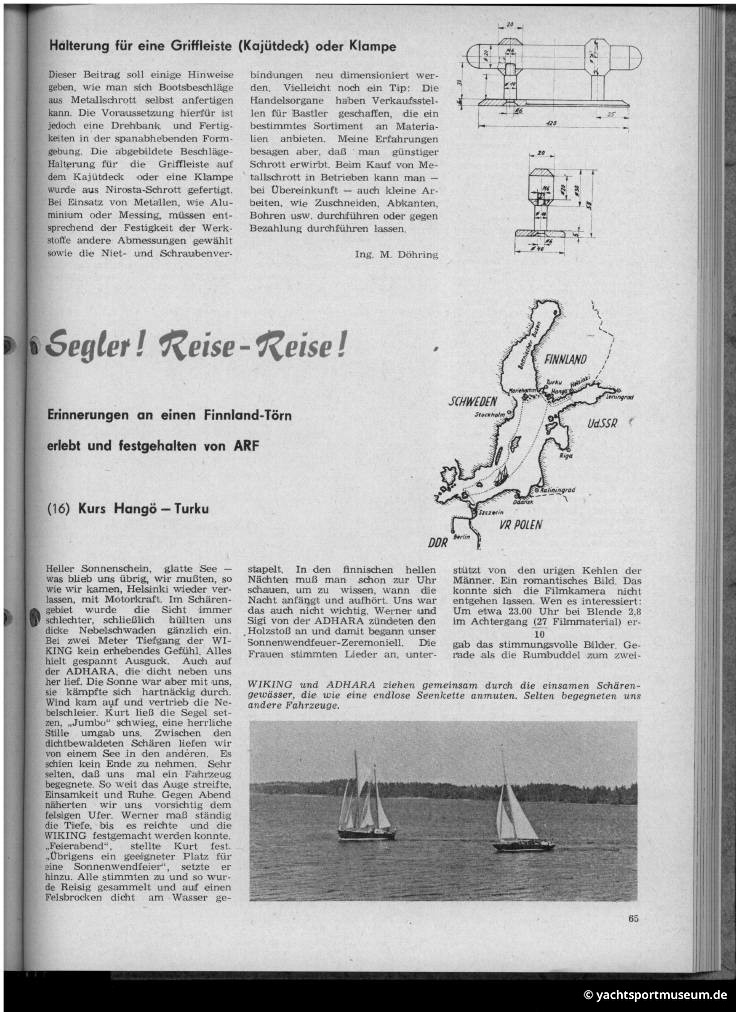 Halterung für eine Griffleiste (Kajütdeck) oder Klampe
Dieser Beitrag soll einige Hinweise
geben, wie man sich Bootsbeschläge
aus Metallschrott selbst anfertigen
kann. Die Voraussetzung hierfür ist
jedoch eine Drehbank und Fertig-
keiten in der spanabhebenden Form-
gebung. Die abgebildete Beschläge-
Halterung für die Griffleiste auf
dem Kajütdeck oder eine Klampe
wurde aus Nirosta-Schrott gefertigt.
Bei Einsatz von Metallen, wie Alu-
minium oder Messing, müssen ent-
sprechend der Festigkeit der Werk-
stoffe andere Abmessungen gewählt
sowie die Niet- und Schraubenver-
bindungen neu dimensioniert wer-
den. Vielleicht noch ein Tip: Die
Handelsorgane haben Verkaufsstel-
len für Bastler geschaffen, die ein
bestimmtes Sortiment an Materia-
lien anbieten. Meine Erfahrungen
besagen aber, daß man günstiger
Schrott erwirbt. Beim Kauf von Me-
tallschrott in Betrieben kann man —
bei Übereinkunft — auch kleine Ar-
beiten, wie Zuschneiden, Abkanten,
Bohren usw. durchführen oder gegen
Bezahlung durchführen lassen.
Ing. M. Döhring
20
M6
25
420
20
M6
58
Segler! Reise-Reise!
Erinnerungen an einen Finnland-Törn
erlebt und festgehalten von ARF
(16) Kurs Hangö – Turku
Bottnischer Busen
FINNLAND
Turku
Mariehamn
Hangö
Helsinki
Leningrad
SCHWEDEN
Stockholm
UdSSR
Riga
Kaliningrad
Gdańsk
Szczecin
VR POLEN
DDR
Berlin
Heller Sonnenschein, glatte See —
was blieb uns übrig, wir mußten, so
wie wir kamen, Helsinki wieder ver-
lassen, mit Motorkraft. Im Schären-
gebiet wurde die Sicht immer
schlechter, schließlich hüllten uns
dicke Nebelschwaden gänzlich ein.
Bei zwei Meter Tiefgang der WI-
KING kein erhebendes Gefühl. Alles
hielt gespannt Ausguck. Auch auf
der ADHARA, die dicht neben uns
her lief. Die Sonne war aber mit uns,
sie kämpfte sich hartnäckig durch.
Wind kam auf und vertrieb die Ne-
belschleier. Kurt ließ die Segel set-
zen, „Jumbo" schwieg, eine herrliche
Stille umgab uns. Zwischen den
dichtbewaldeten Schären liefen wir
von einem See in den anderen. Es
schien kein Ende zu nehmen. Sehr
selten, daß uns mal ein Fahrzeug
begegnete. So weit das Auge streifte,
Einsamkeit und Ruhe. Gegen Abend
näherten wir uns vorsichtig dem
felsigen Ufer. Werner maß ständig
die Tiefe, bis es reichte und die
WIKING festgemacht werden konnte.
„Feierabend", stellte Kurt fest.
„Übrigens ein geeigneter Platz für
eine Sonnenwendfeier", setzte er
hinzu. Alle stimmten zu und so wur-
de Reisig gesammelt und auf einen
Felsbrocken dicht am Wasser ge-
stapelt. In den finnischen hellen
Nächten muß man schon zur Uhr
schauen, um zu wissen, wann die
Nacht anfängt und aufhört. Uns war
das auch nicht wichtig. Werner und
Sigi von der ADHARA zündeten den
Holzstoß an und damit begann unser
Sonnenwendfeuer-Zeremoniell. Die
Frauen stimmten Lieder an, unter-
stützt von den urigen Kehlen der
Männer. Ein romantisches Bild. Das
konnte sich die Filmkamera nicht
entgehen lassen. Wen es interessiert:
Um etwa 23.00 Uhr bei Blende 2,8
im Achtergang (27 Filmmaterial) er-
10
gab das stimmungsvolle Bilder. Ge-
rade als die Rumbuddel zum zwei-
WIKING und ADHARA ziehen gemeinsam durch die einsamen Schären-
gewässer, die wie eine endlose Seenkette anmuten. Selten begegneten uns
andere Fahrzeuge.
65
© yachtsportmuseum.de